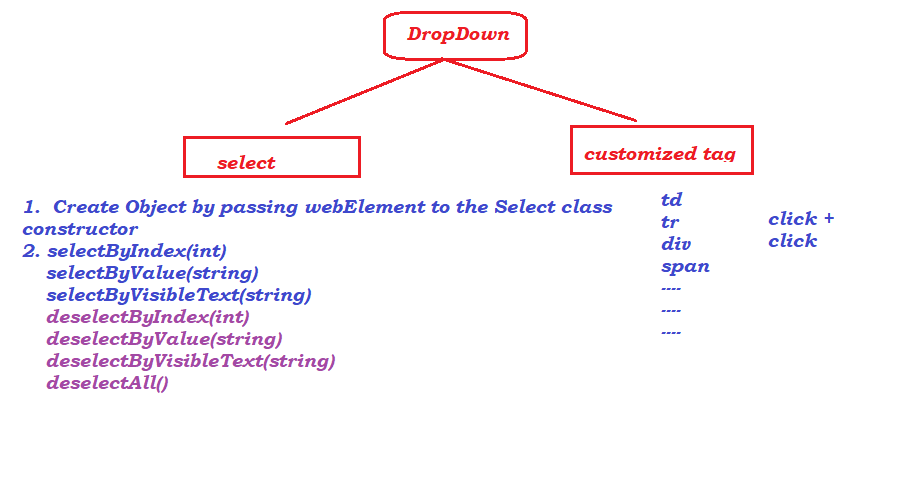 DropDown
select
customized tag
1.  Create Object by passing webElement to the Select class
constructor
2. selectByIndex(int)
selectByValue(string)
selectByVisibleText(string)
deselectByIndex(int)
deselectByValue(string)
deselectByVisibleText(string)
deselectAll()
td
tr
div
span
----
----
----
click +
click